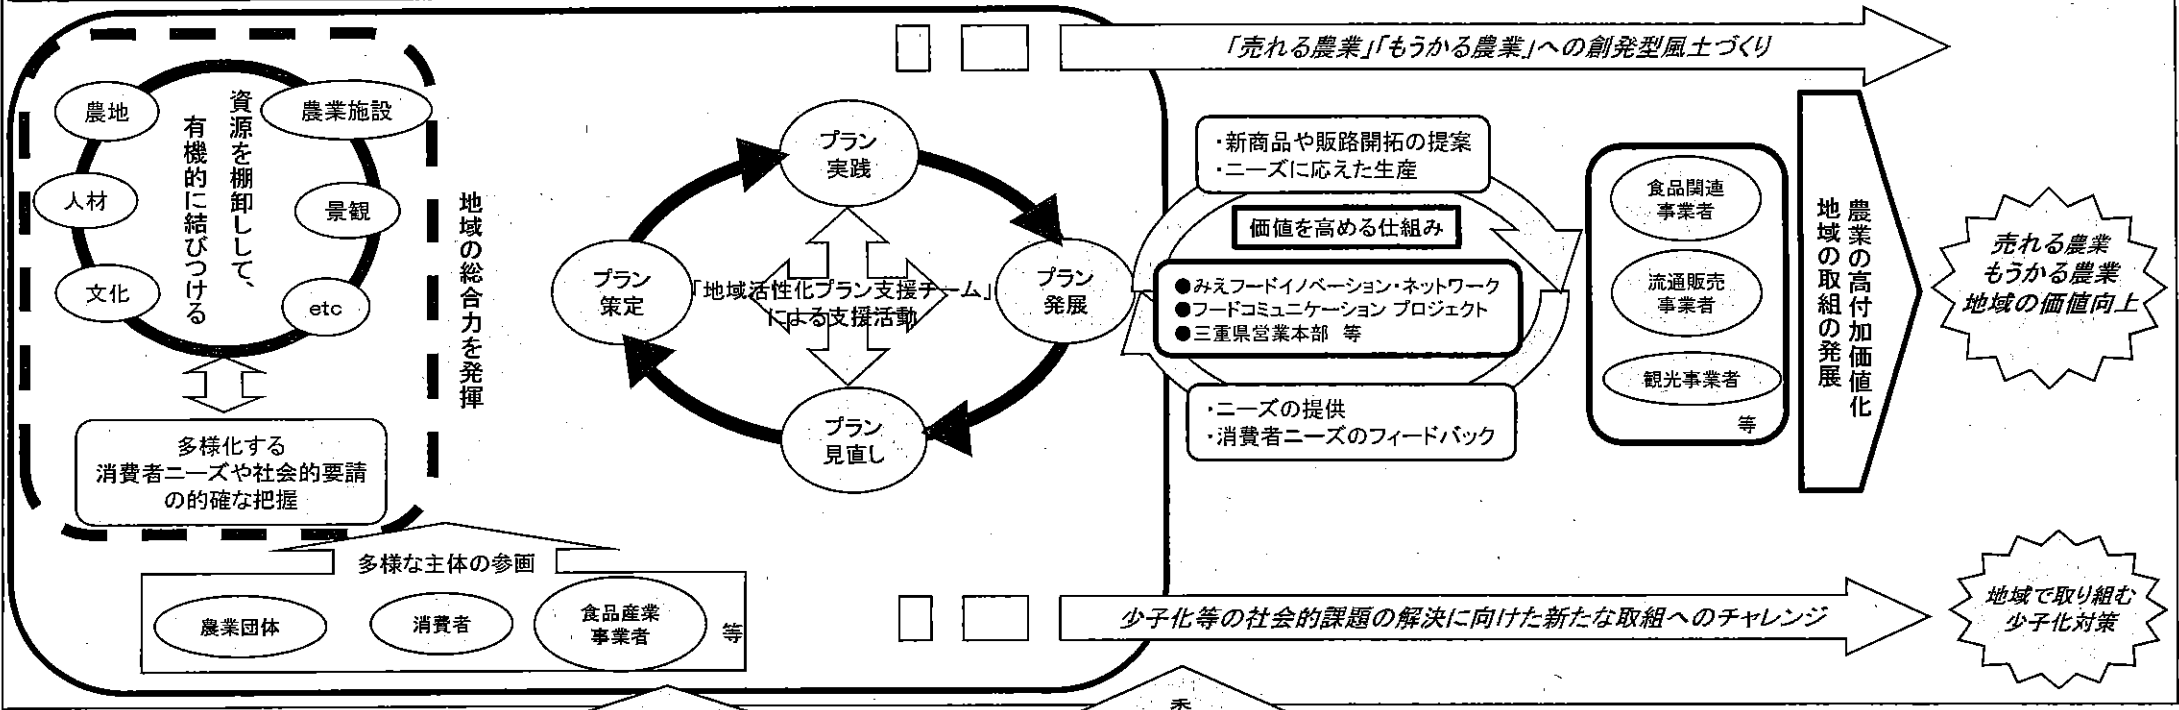 「売れる農業」「もうかる農業」への創発型風土づくり
農地
農業施設
人材
景観
文化
etc
資源を棚卸しして、
有機的に結びつける
地域の総合力を発揮
多様化する
消費者ニーズや社会的要請
の的確な把握
多様な主体の参画
農業団体
消費者
食品産業
事業者
等
プラン
実践
プラン
策定
「地域活性化プラン支援チーム」
による支援活動
プラン
発展
プラン
見直し
・新商品や販路開拓の提案
・ニーズに応えた生産
価値を高める仕組み
●みえフードイノベーション・ネットワーク
●フードコミュニケーション プロジェクト
●三重県営業本部 等
・ニーズの提供
・消費者ニーズのフィードバック
食品関連
事業者
流通販売
事業者
観光事業者
等
農業の高付加価値化
地域の取組の発展
売れる農業
もうかる農業
地域の価値向上
少子化等の社会的課題の解決に向けた新たな取組へのチャレンジ
地域で取り組む
少子化対策